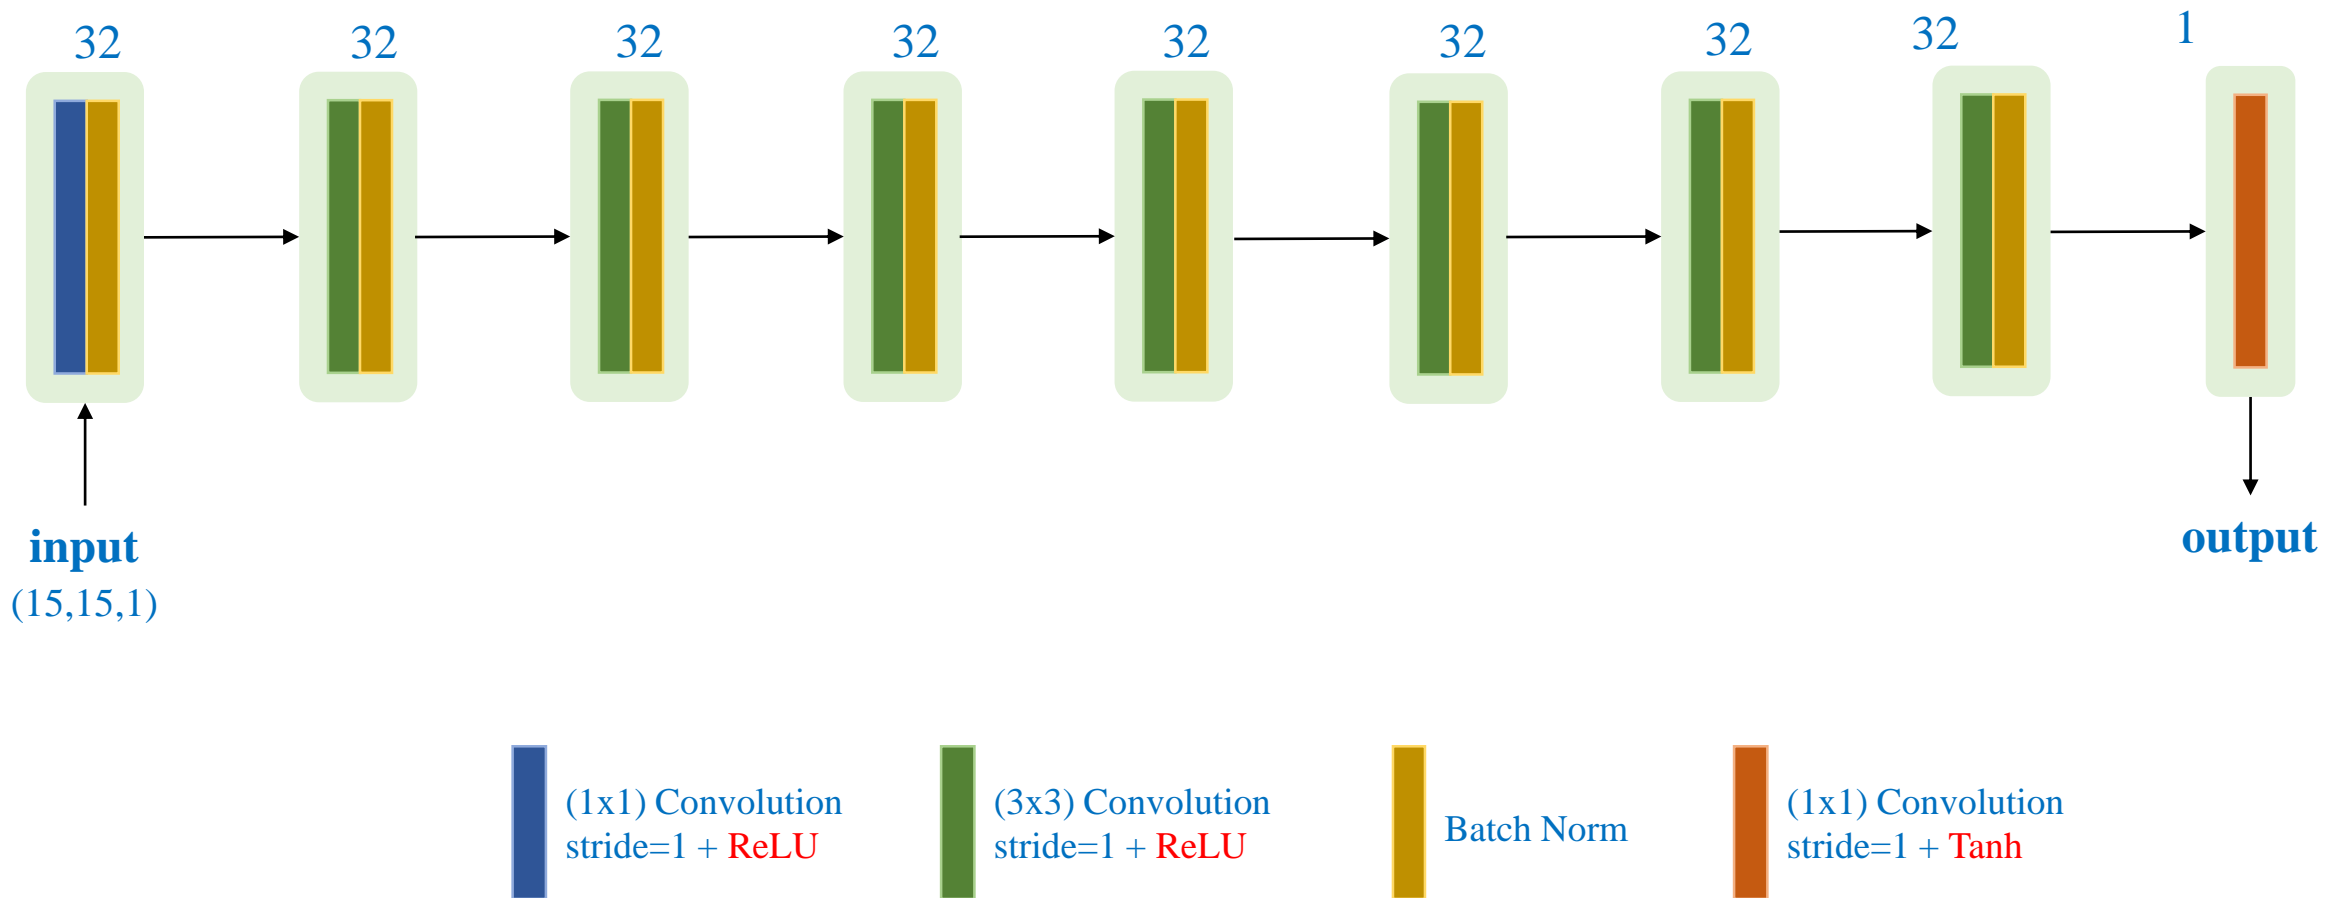 32
32
32
32
32
32
32
32
1
input
(15,15,1)
output
(1x1) Convolution
stride=1 + ReLU
(3x3) Convolution
stride=1 + ReLU
Batch Norm
(1x1) Convolution
stride=1 + Tanh